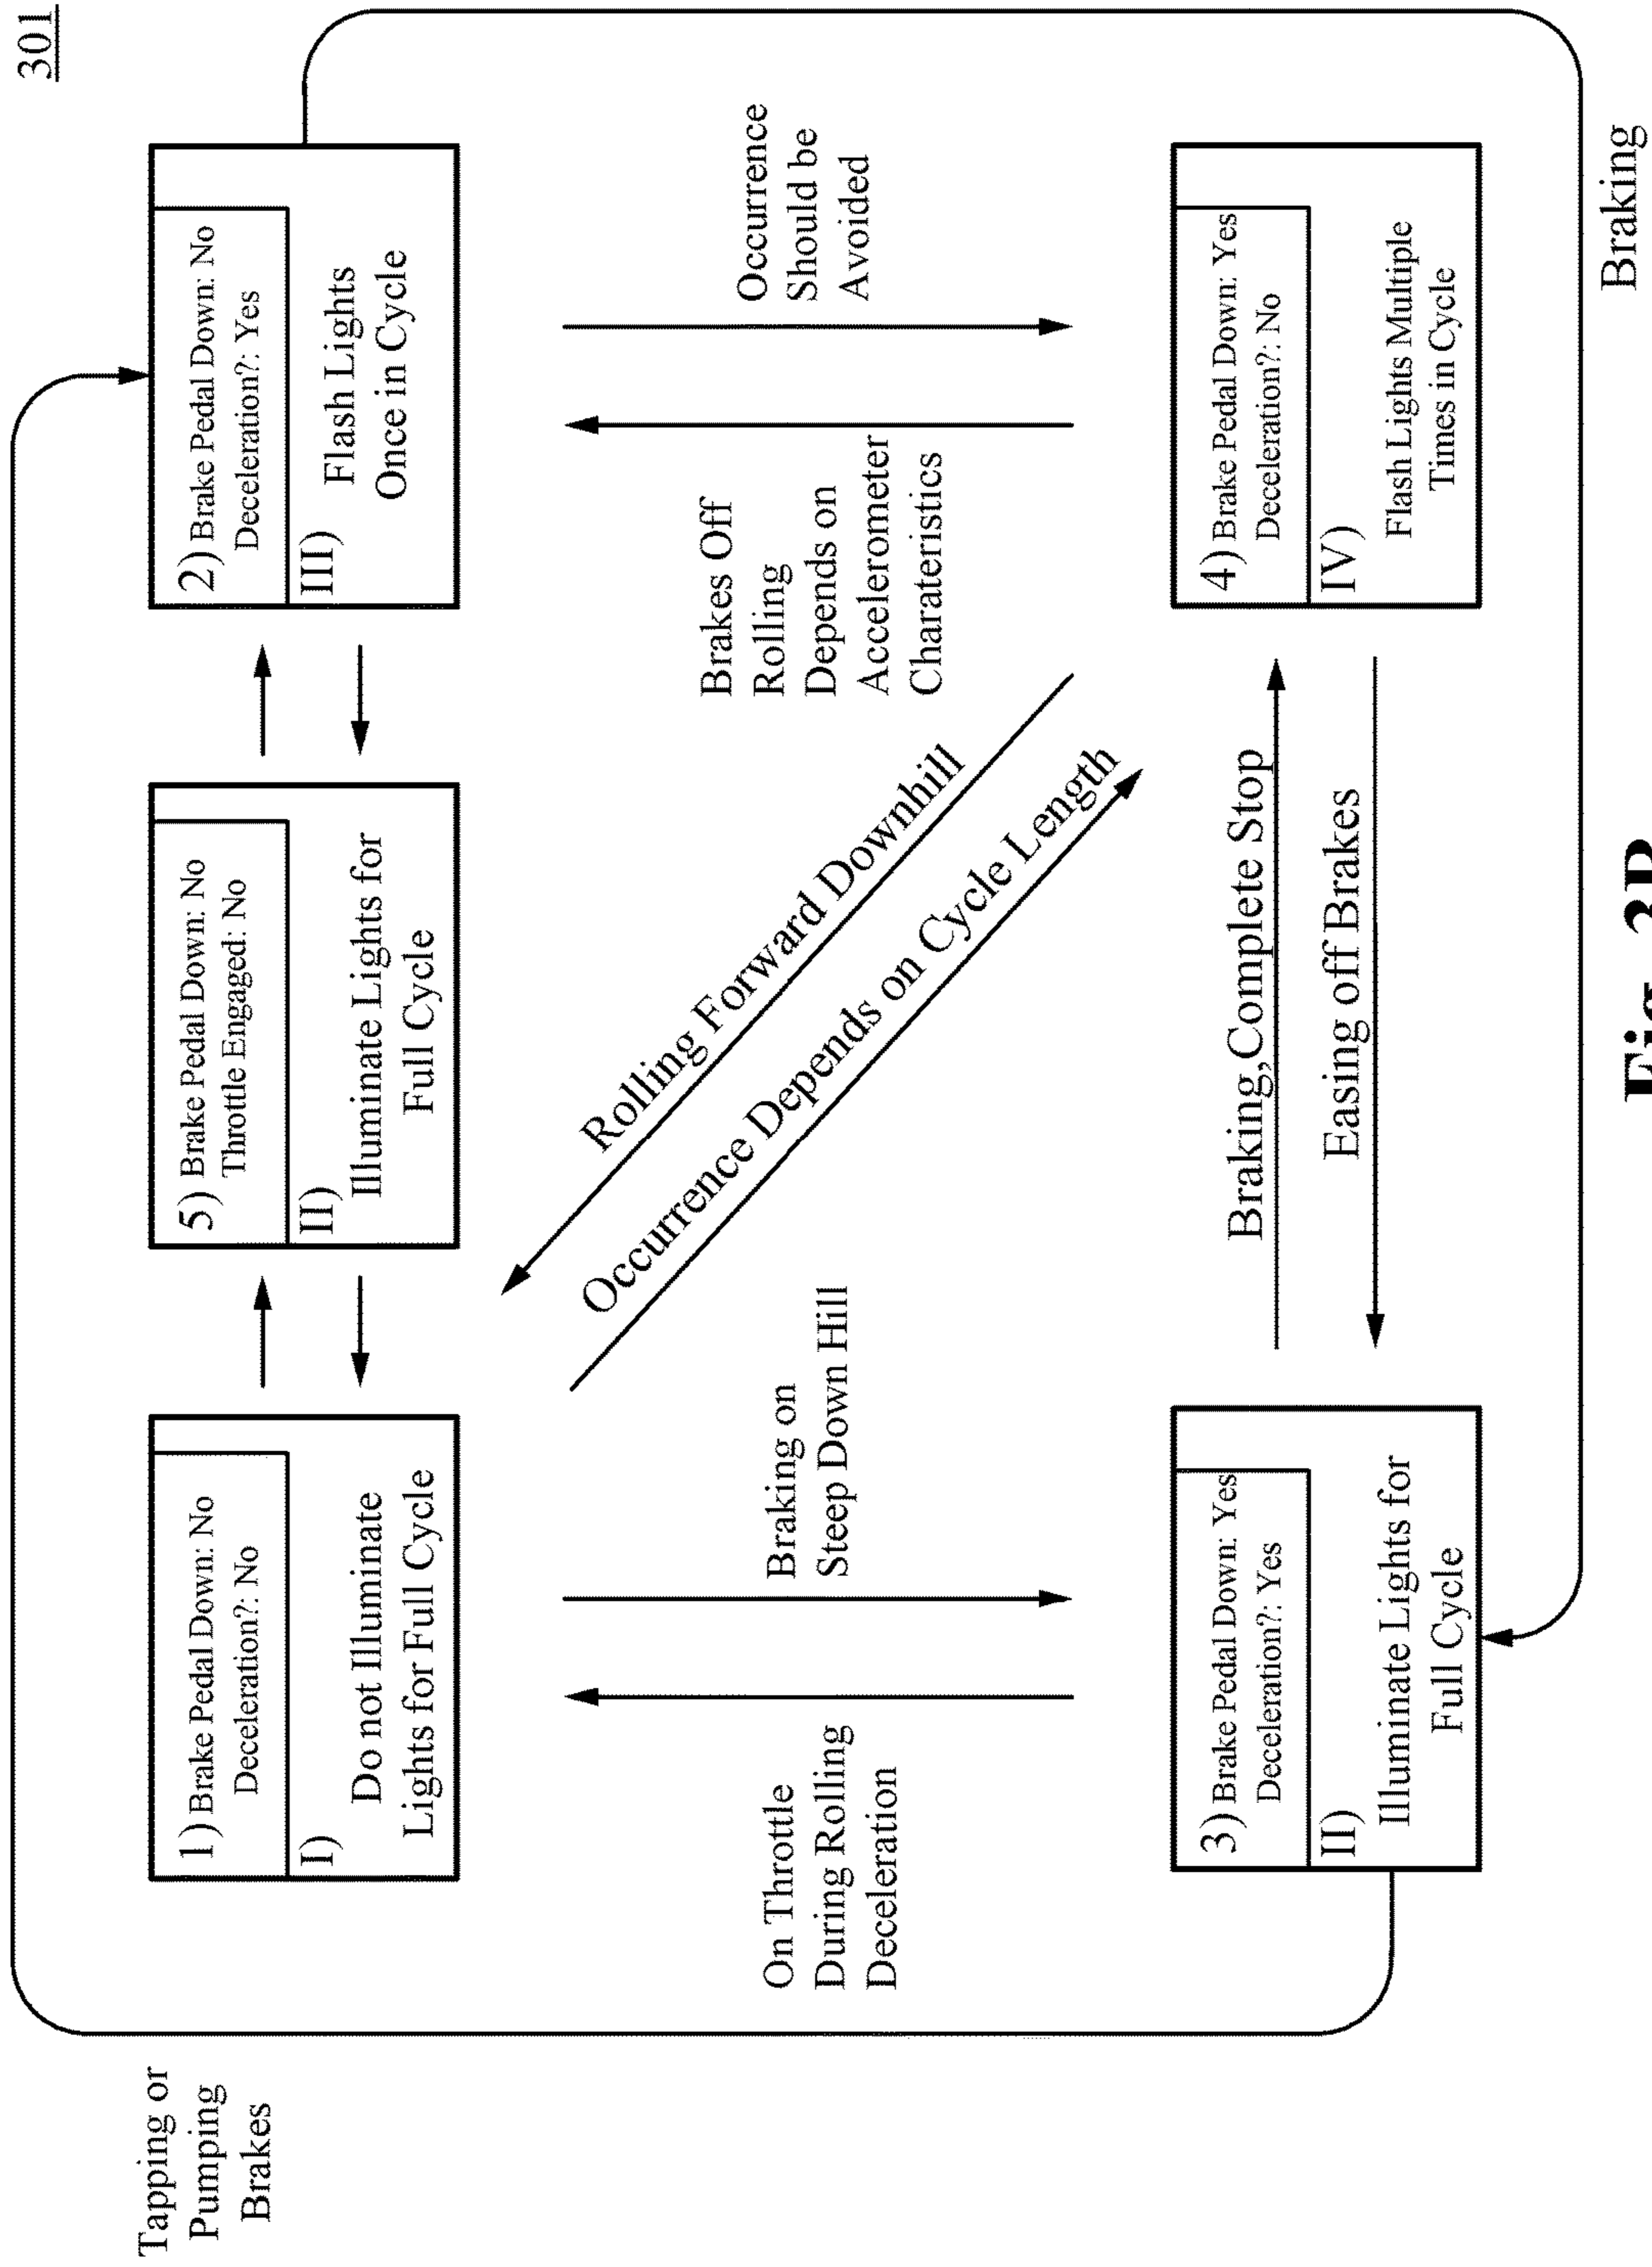 301
Tapping or
Pumping
Brakes
1) Brake Pedal Down: No
Deceleration?: No
I)
Do not Illuminate
Lights for Full Cycle
5) Brake Pedal Down: No
Throttle Engaged: No
II)
Illuminate Lights for
Full Cycle
2) Brake Pedal Down: No
Deceleration?: Yes
III)
Flash Lights
Once in Cycle
On Throttle
During Rolling
Deceleration
Braking on
Steep Down Hill
Rolling Forward Downhill
Occurrence Depends on Cycle Length
Brakes Off
Rolling
Depends on
Accelerometer
Charateristics
Occurrence
Should be
Avoided
3) Brake Pedal Down: Yes
Deceleration?: Yes
II)
Illuminate Lights for
Full Cycle
Braking,Complete Stop
Easing off Brakes
4) Brake Pedal Down: Yes
Deceleration?: No
IV)
Flash Lights Multiple
Times in Cycle
Braking